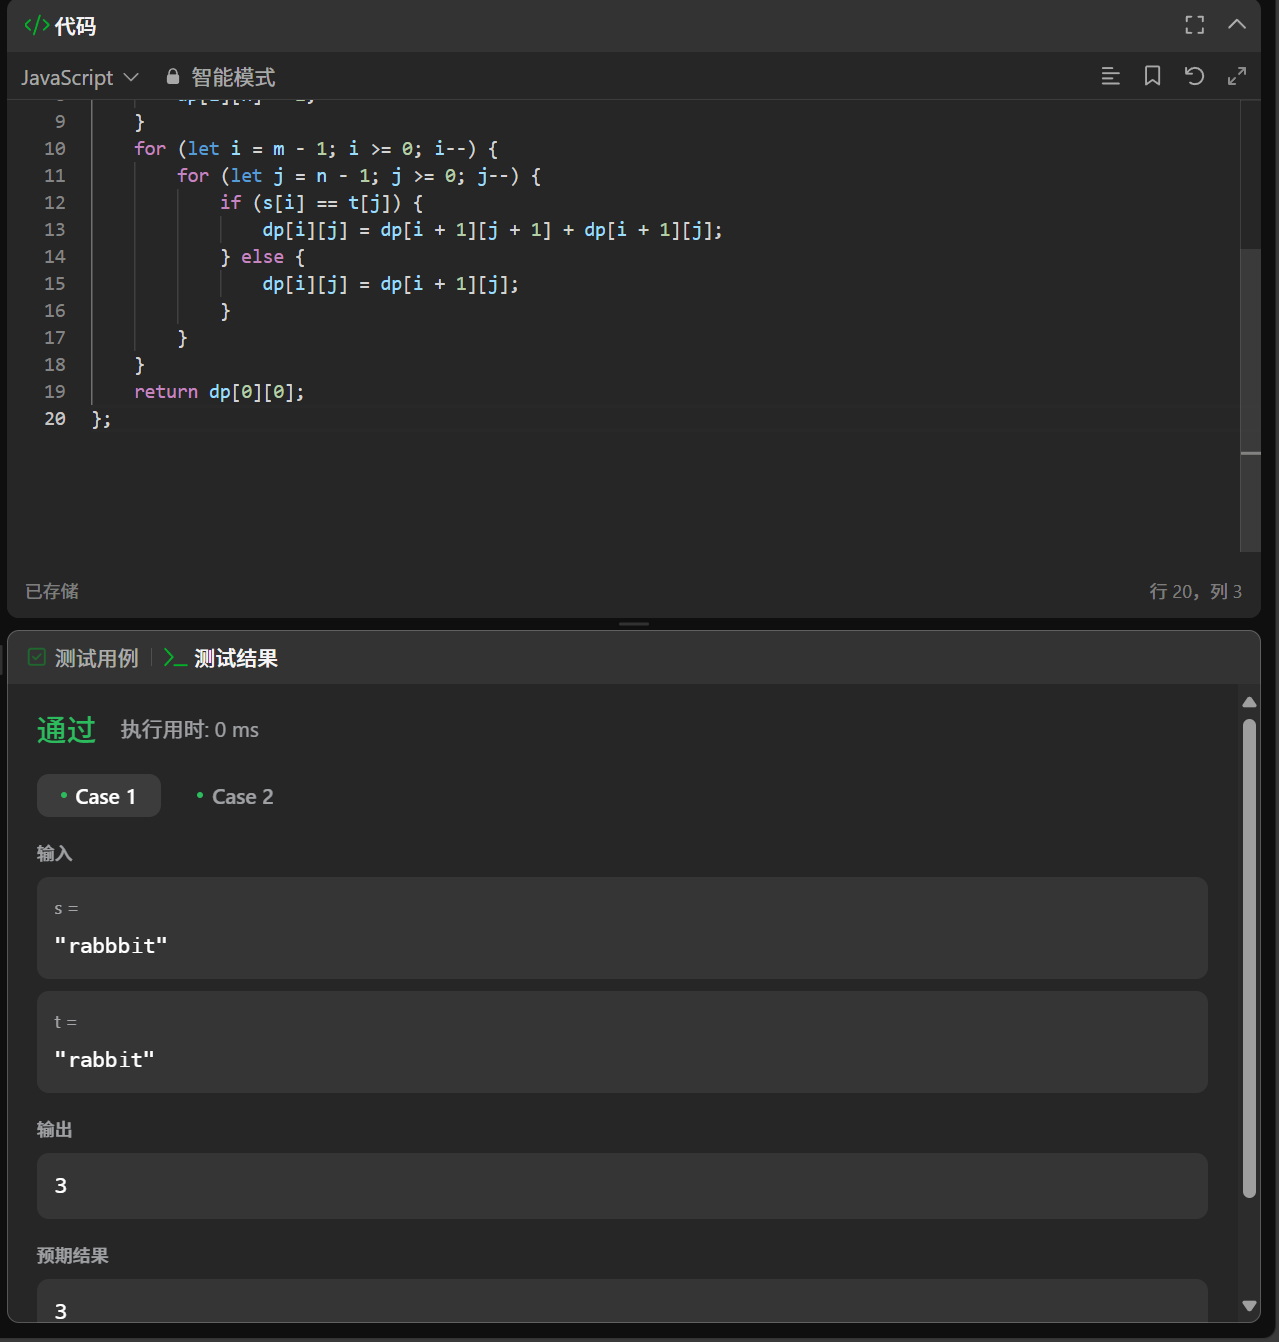 </> 代码
JavaScript 智能模式
9 }
10 for (let i = m - 1; i >= 0; i--) {
11 for (let j = n - 1; j >= 0; j--) {
12 if (s[i] == t[j]) {
13 dp[i][j] = dp[i + 1][j + 1] + dp[i + 1][j];
14 } else {
15 dp[i][j] = dp[i + 1][j];
16 }
17 }
18 }
19 return dp[0][0];
20 };
已存储 行 20，列 3
测试用例 >_ 测试结果
通过 执行用时: 0 ms
• Case 1 • Case 2
输入
s =
"rabbbit"
t =
"rabbit"
输出
3
预期结果
3